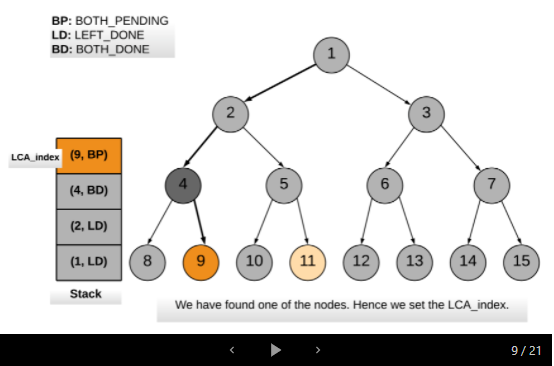 BP: BOTH_PENDING
LD: LEFT_DONE
BD: BOTH_DONE
1
2
3
LCA_index
(9, BP)
(4, BD)
4
5
6
7
(2, LD)
(1, LD)
8
9
10
11
12
13
14
15
Stack
We have found one of the nodes. Hence we set the LCA_index.
9 / 21